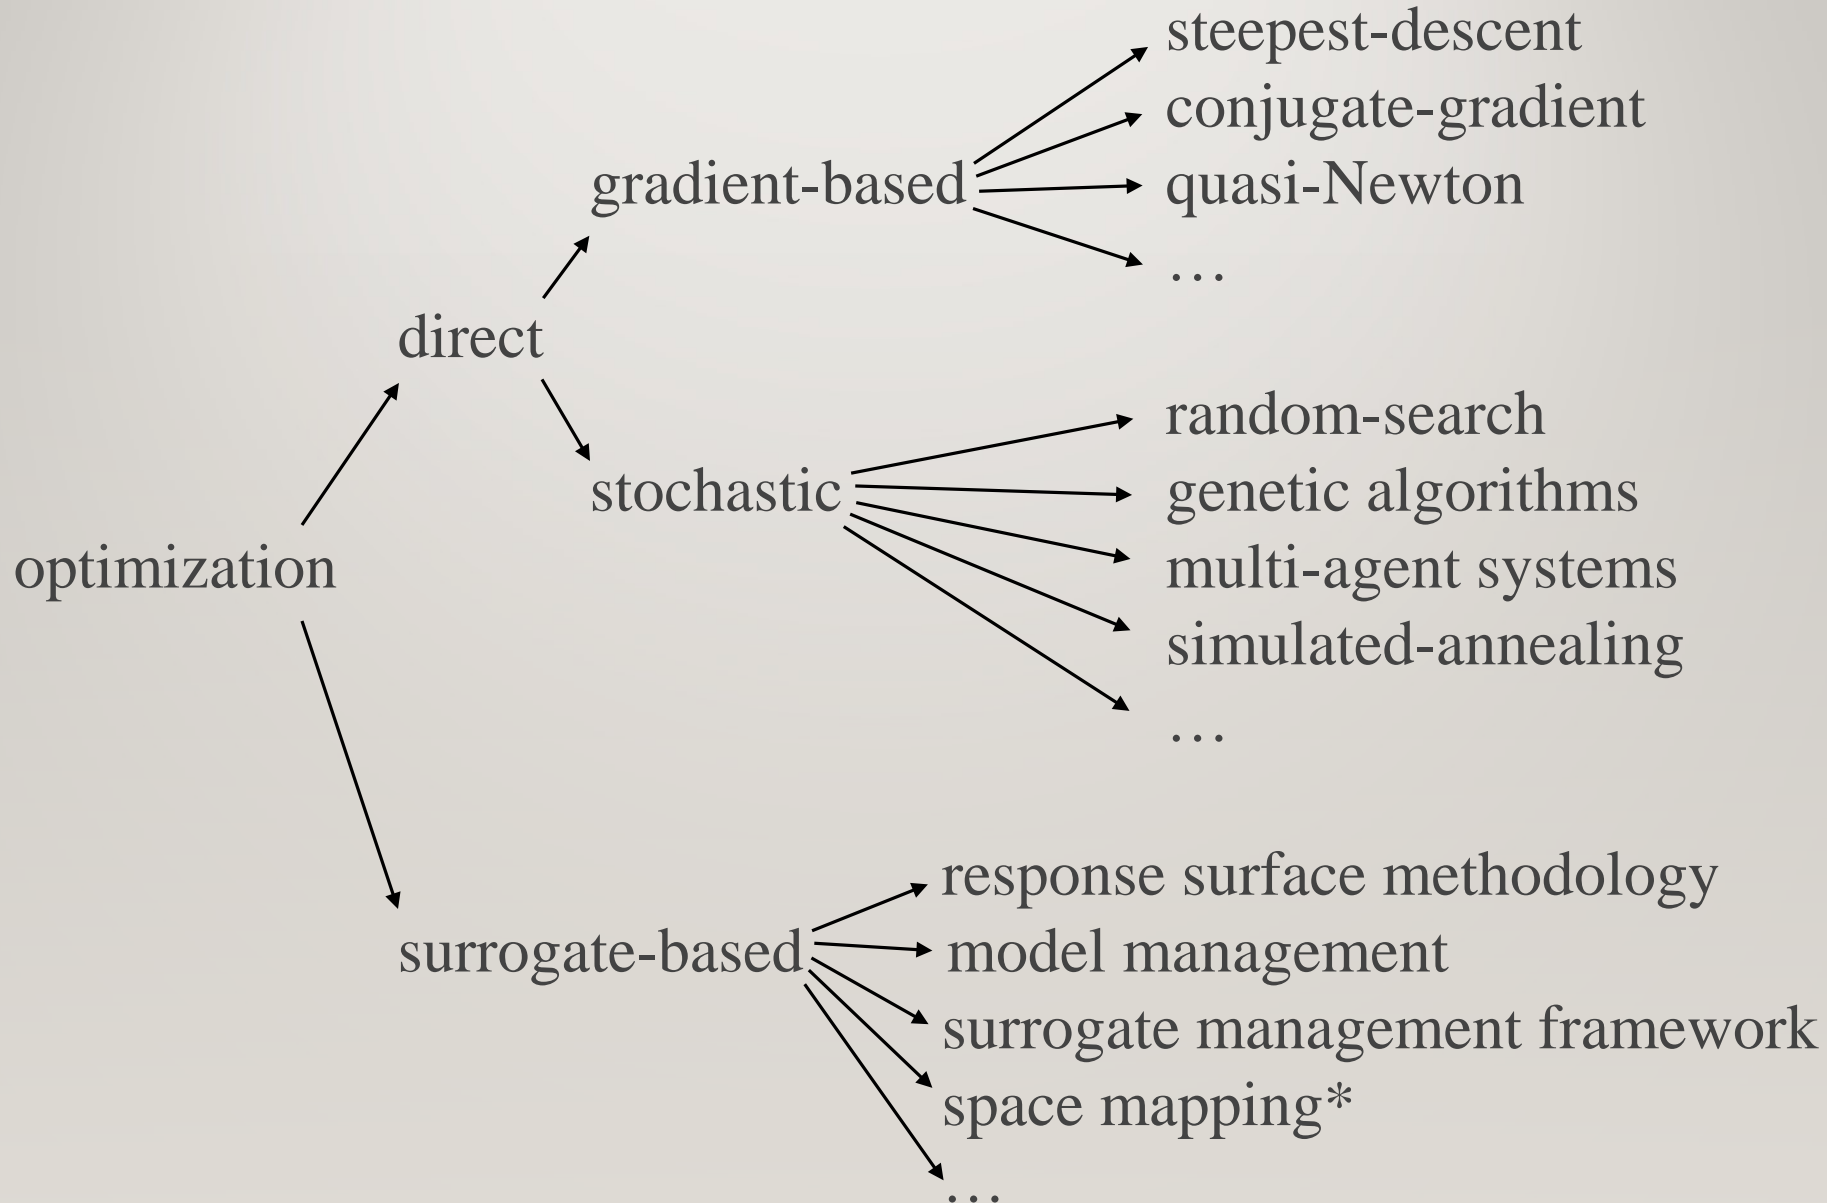 steepest-descent
conjugate-gradient
gradient-based
quasi-Newton
…
direct
random-search
stochastic
genetic algorithms
multi-agent systems
optimization
simulated-annealing
…
response surface methodology
surrogate-based
model management
surrogate management framework
space mapping*
…